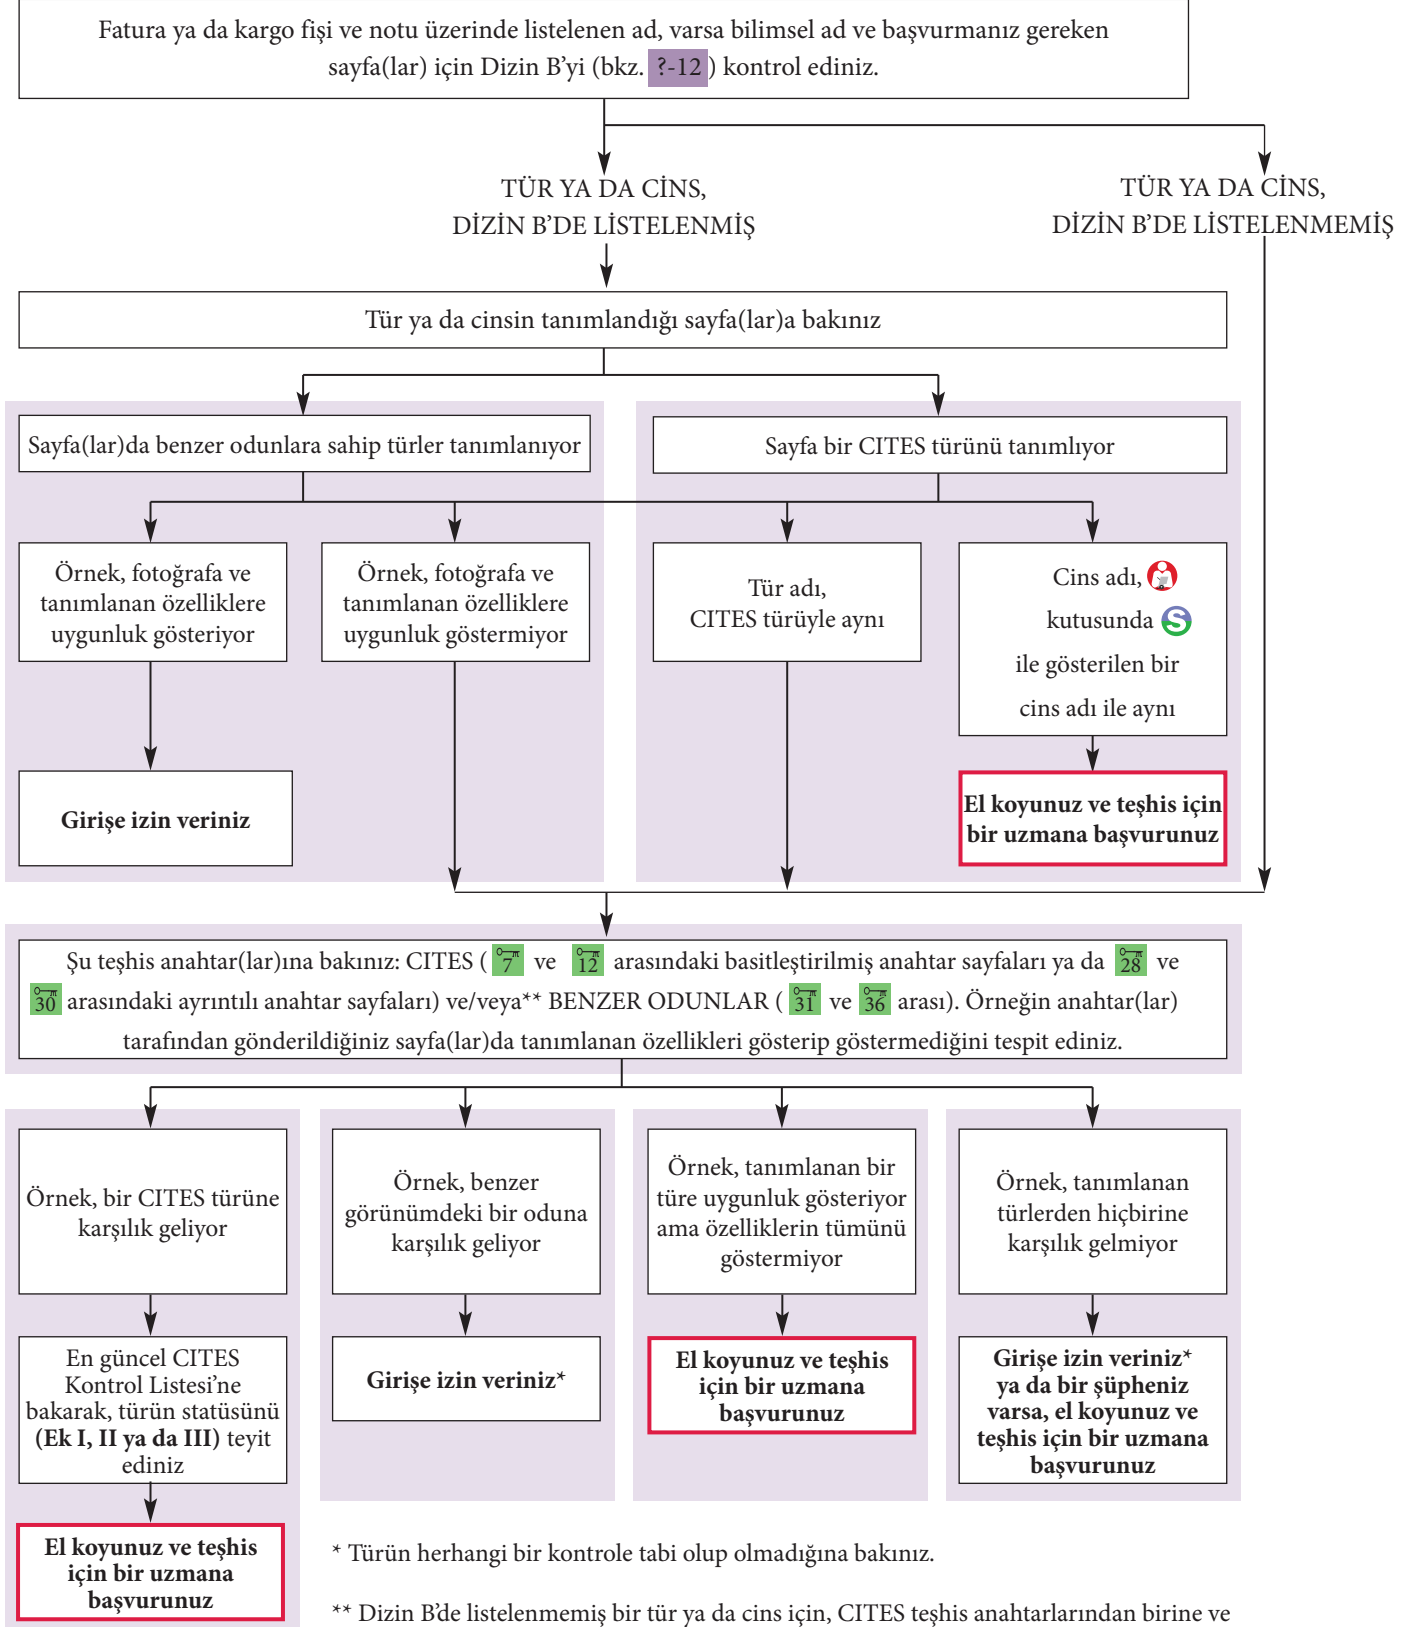 Fatura ya da kargo fişi ve notu üzerinde listelenen ad, varsa bilimsel ad ve başvurmanız gereken
sayfa(lar) için Dizin B’yi (bkz. ?-12 ) kontrol ediniz.
TÜR YA DA CİNS,
DİZİN B’DE LİSTELENMİŞ
TÜR YA DA CİNS,
DİZİN B’DE LİSTELENMEMİŞ
Tür ya da cinsin tanımlandığı sayfa(lar)a bakınız
Sayfa(lar)da benzer odunlara sahip türler tanımlanıyor
Sayfa bir CITES türünü tanımlıyor
Örnek, fotoğrafa ve
tanımlanan özelliklere
uygunluk gösteriyor
Örnek, fotoğrafa ve
tanımlanan özelliklere
uygunluk göstermiyor
Tür adı,
CITES türüyle aynı
Cins adı,
kutusunda S
ile gösterilen bir
cins adı ile aynı
Girişe izin veriniz
El koyunuz ve teşhis için
bir uzmana başvurunuz
Şu teşhis anahtar(lar)ına bakınız: CITES ( 7 ve 12 arasındaki basitleştirilmiş anahtar sayfaları ya da 28 ve
30 arasındaki ayrıntılı anahtar sayfaları) ve/veya** BENZER ODUNLAR ( 31 ve 36 arası). Örneğin anahtar(lar)
tarafından gönderildiğiniz sayfa(lar)da tanımlanan özellikleri gösterip göstermediğini tespit ediniz.
Örnek, bir CITES türüne
karşılık geliyor
Örnek, benzer
görünümdeki bir oduna
karşılık geliyor
Örnek, tanımlanan bir
türe uygunluk gösteriyor
ama özelliklerin tümünü
göstermiyor
Örnek, tanımlanan
türlerden hiçbirine
karşılık gelmiyor
En güncel CITES
Kontrol Listesi’ne
bakarak, türün statüsünü
(Ek I, II ya da III) teyit
ediniz
Girişe izin veriniz*
El koyunuz ve teşhis
için bir uzmana
başvurunuz
Girişe izin veriniz*
ya da bir şüpheniz
varsa, el koyunuz ve
teşhis için bir uzmana
başvurunuz
El koyunuz ve teşhis
için bir uzmana
başvurunuz
* Türün herhangi bir kontrole tabi olup olmadığına bakınız.
** Dizin B’de listelenmemiş bir tür ya da cins için, CITES teşhis anahtarlarından birine ve